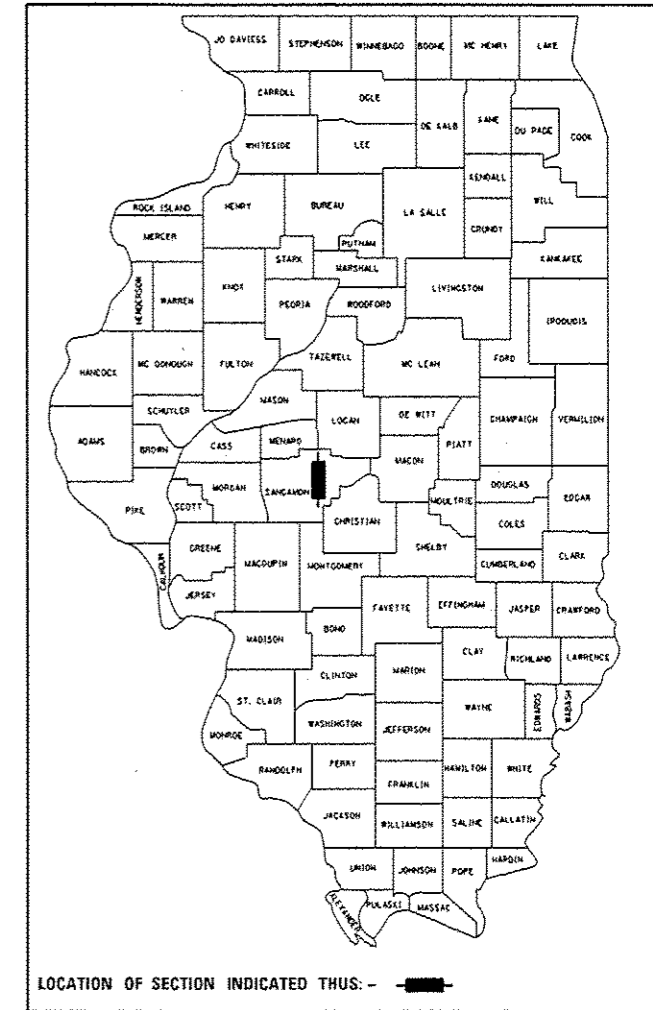 JO DAVIESS STEPHENSON WINNEBAGO BOONE MC HENRY LAKE
CARROLL OGLE DE KALB KANE DU PAGE COOK
WHITESIDE LEE
KENDALL
ROCK ISLAND HENRY BUREAU LA SALLE WILL
MERCER PUTNAM GRUNDY
STARK MARSHALL KANKAKEE
HENDERSON WARREN KNOX PEORIA WOODFORD LIVINGSTON
IROQUOIS
HANCOCK MC DONOUGH FULTON TAZEWELL MC LEAN FORD
MASON
SCHUYLER LOGAN DE WITT CHAMPAIGN VERMILION
ADAMS BROWN CASS MENARD PIATT
MACON
PIKE SCOTT MORGAN SANGAMON MOULTRIE DOUGLAS EDGAR
CHRISTIAN COLES
CALHOUN GREENE MACOUPIN MONTGOMERY SHELBY CUMBERLAND CLARK
JERSEY FAYETTE EFFINGHAM JASPER CRAWFORD
MADISON BOND
CLAY RICHLAND LAWRENCE
CLINTON MARION
ST. CLAIR WAYNE EDWARDS WABASH
MONROE WASHINGTON JEFFERSON
RANDOLPH PERRY HAMILTON WHITE
FRANKLIN
JACKSON WILLIAMSON SALINE GALLATIN
UNION JOHNSON POPE HARDIN
ALEXANDER PULASKI MASSAC
LOCATION OF SECTION INDICATED THUS: -